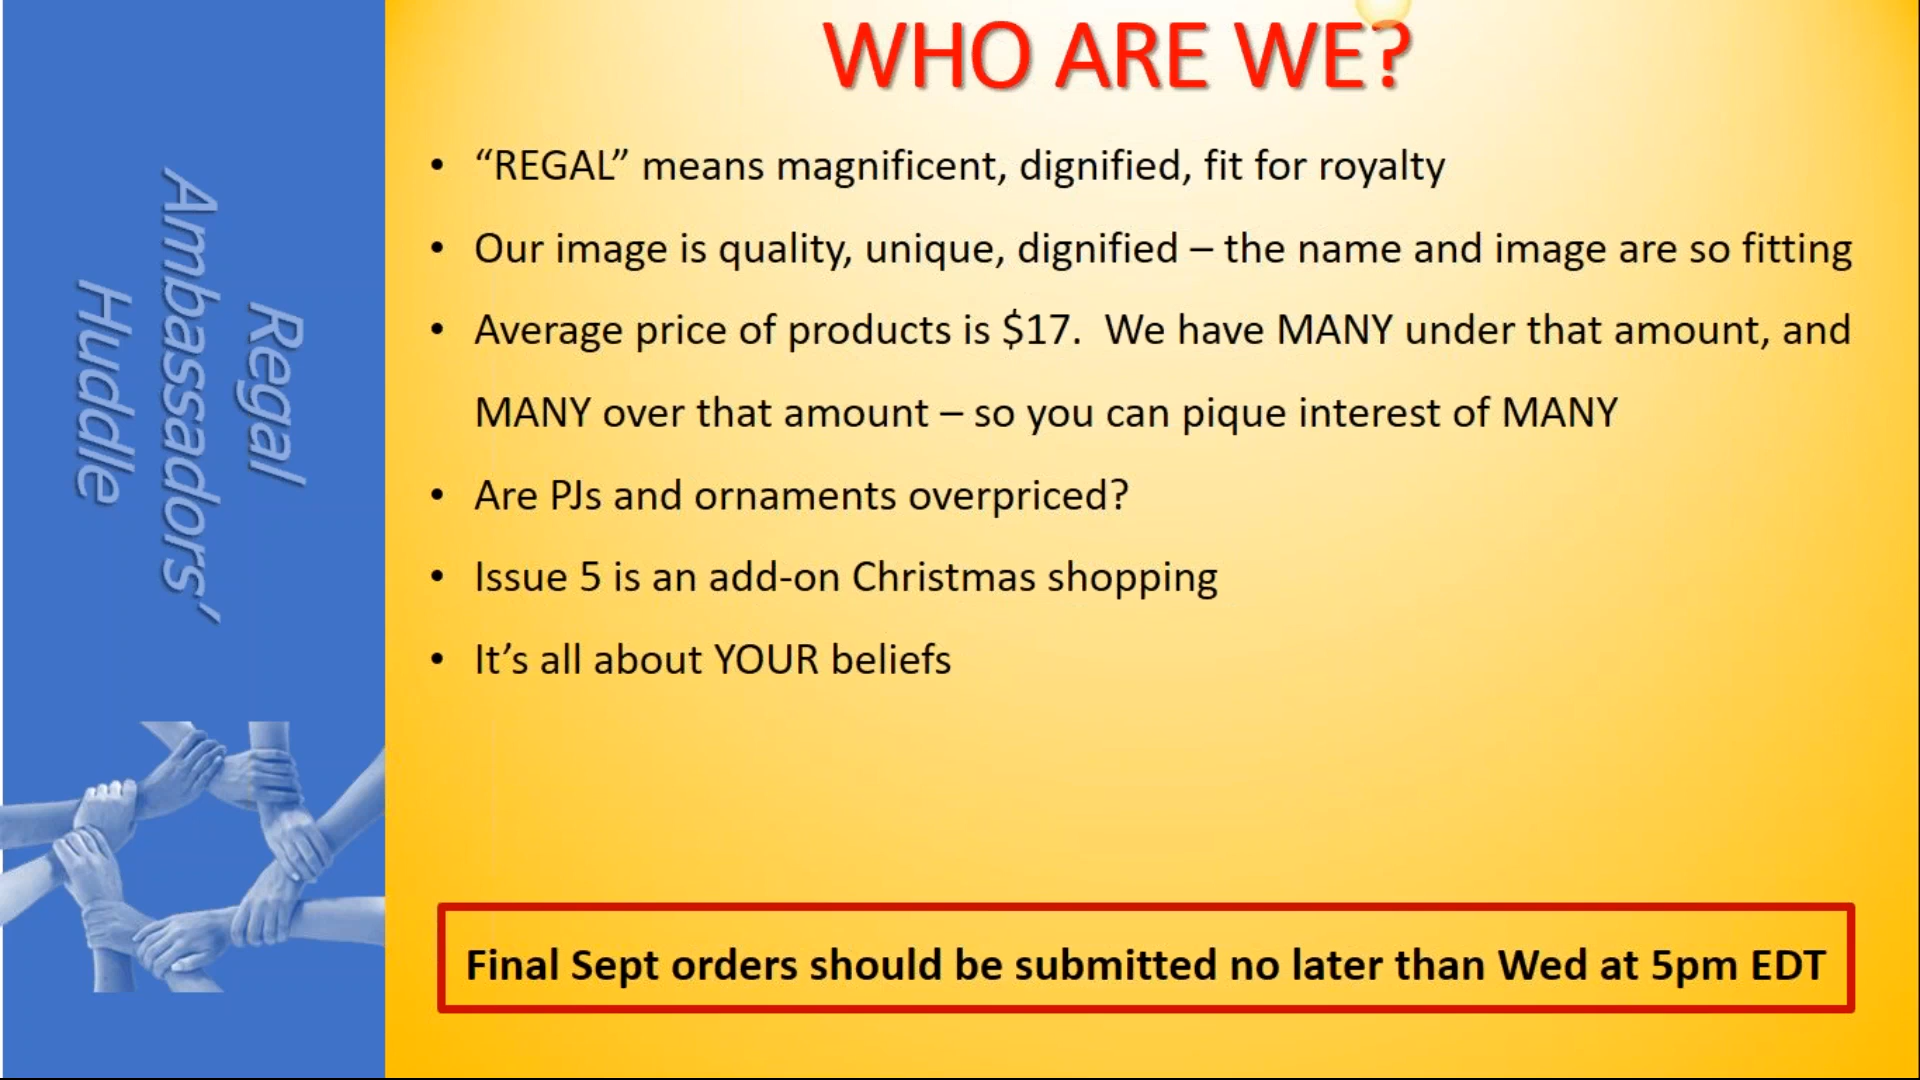 WHO ARE WE?
• “REGAL” means magnificent, dignified, fit for royalty
• Our image is quality, unique, dignified – the name and image are so fitting
• Average price of products is $17.  We have MANY under that amount, and
MANY over that amount – so you can pique interest of MANY
• Are PJs and ornaments overpriced?
• Issue 5 is an add-on Christmas shopping
• It’s all about YOUR beliefs
Final Sept orders should be submitted no later than Wed at 5pm EDT
Regal
Ambassadors’
Huddle